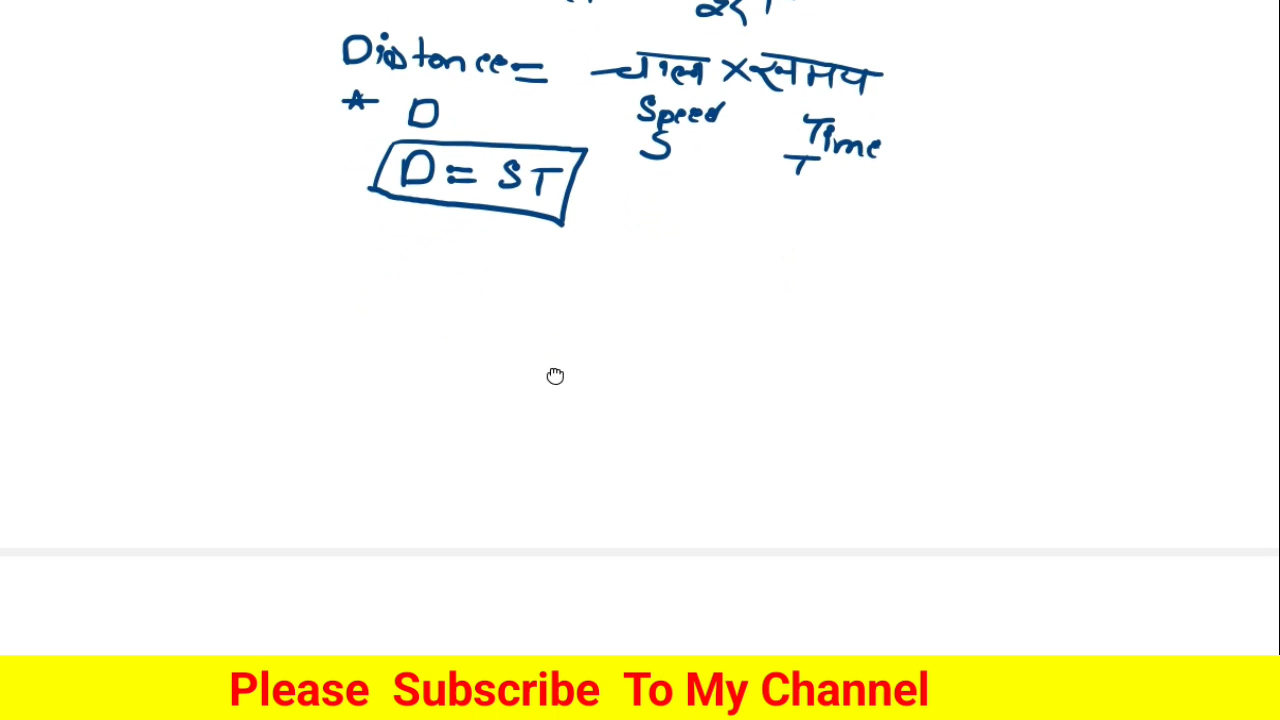 Distance = चाल × समय
* D Speed Time
S T
D = ST
Please Subscribe To My Channel